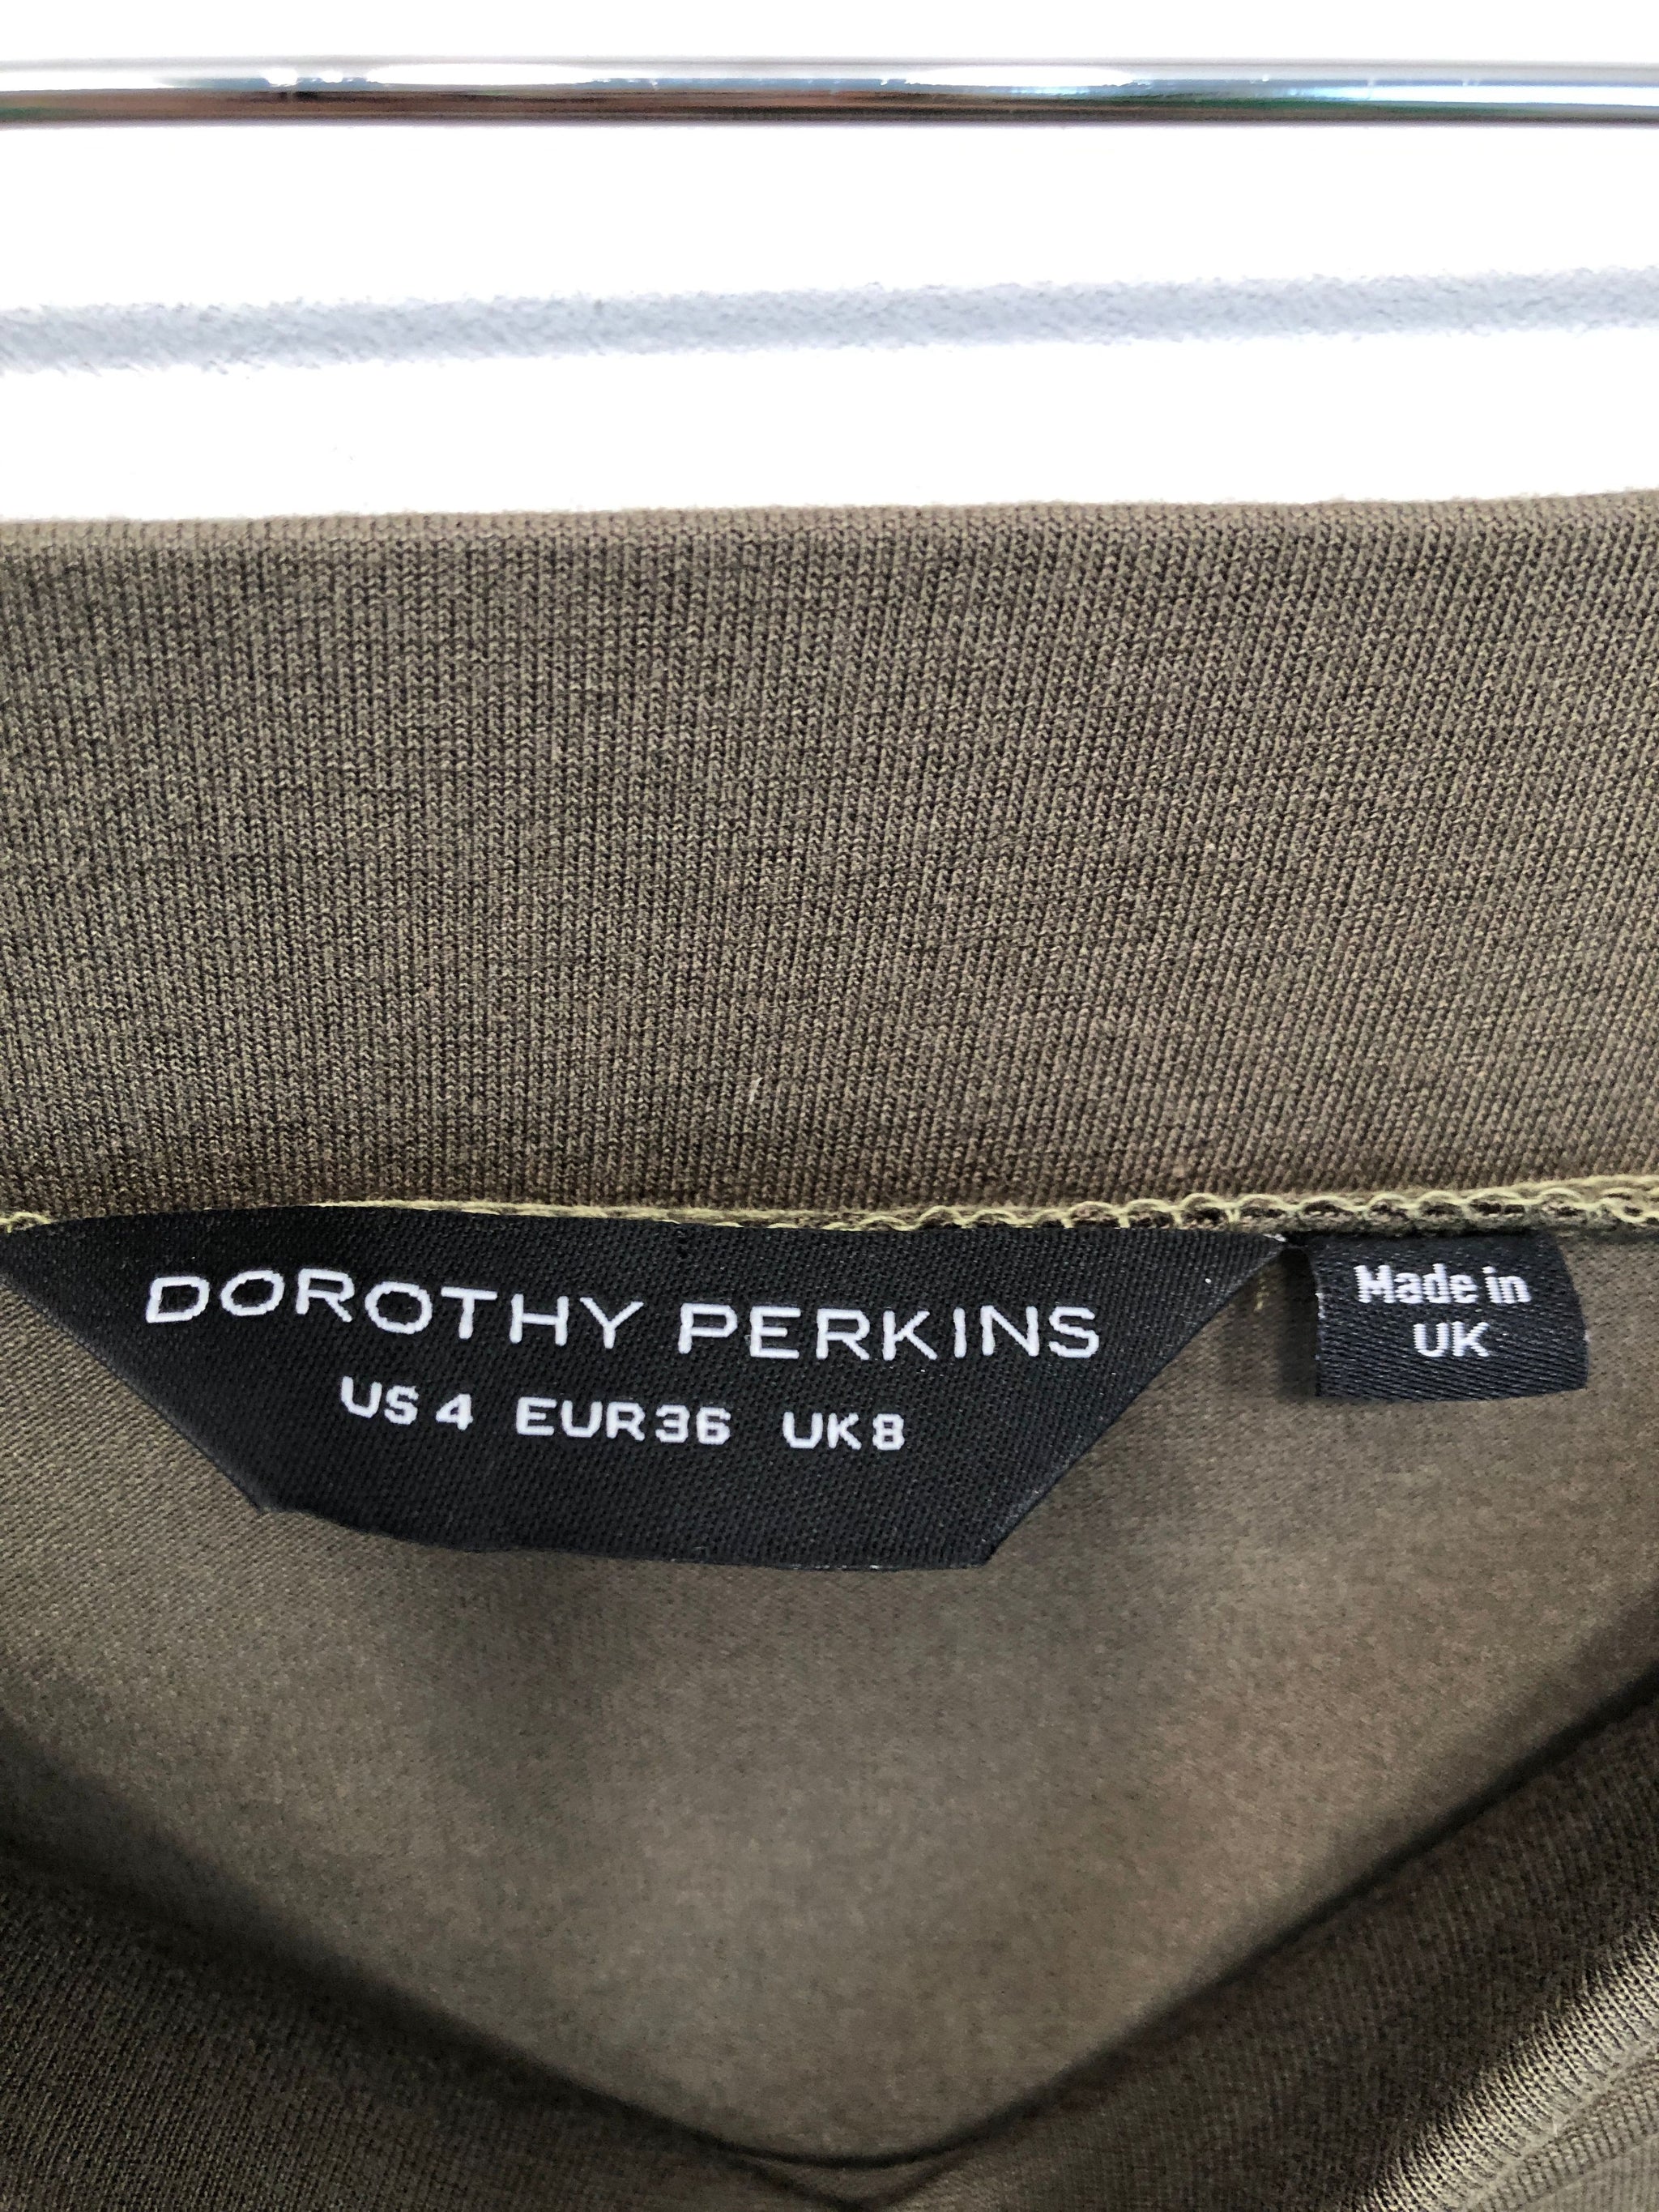 DOROTHY PERKINS
US 4 EUR 36 UK 8
Made in
UK